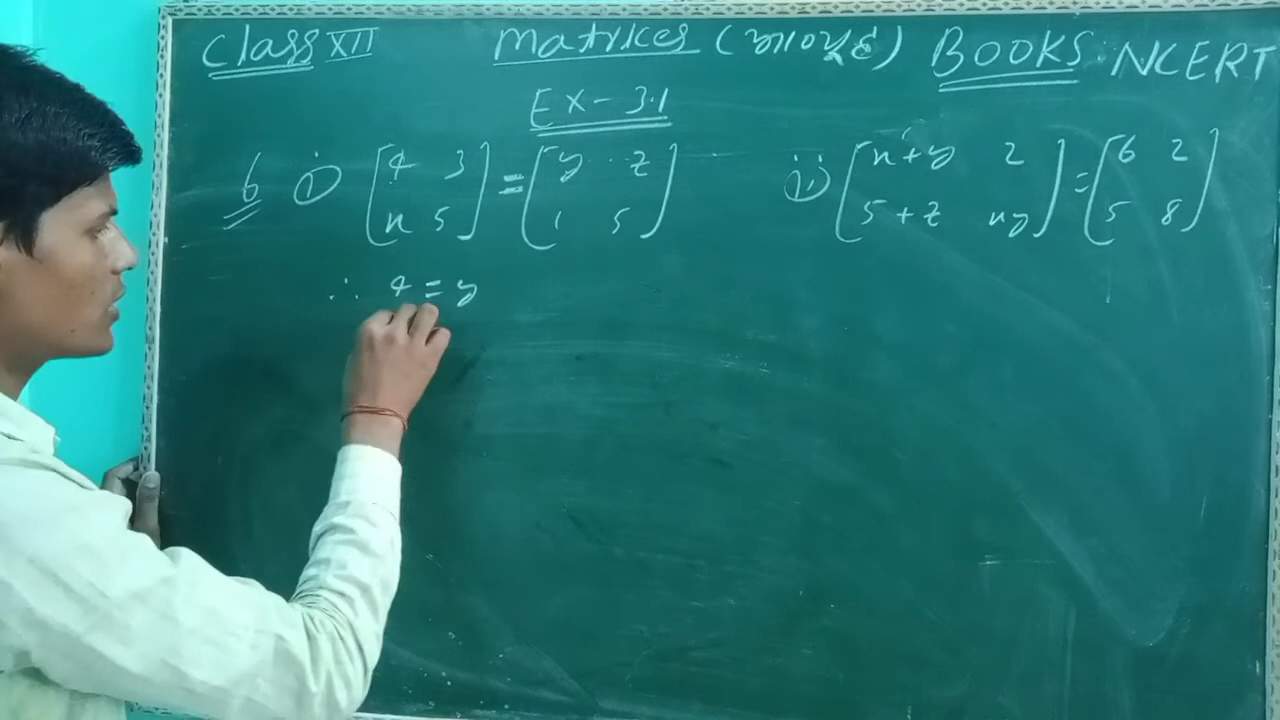 Class XII Matrices ( ) BOOKS : NCERT
Ex - 3.1
6 (i) [4 3] = [y z] (ii) [x+y 2] = [6 2]
[x 5] [1 5] [5+z xy] [5 8]
∴ 4 = y